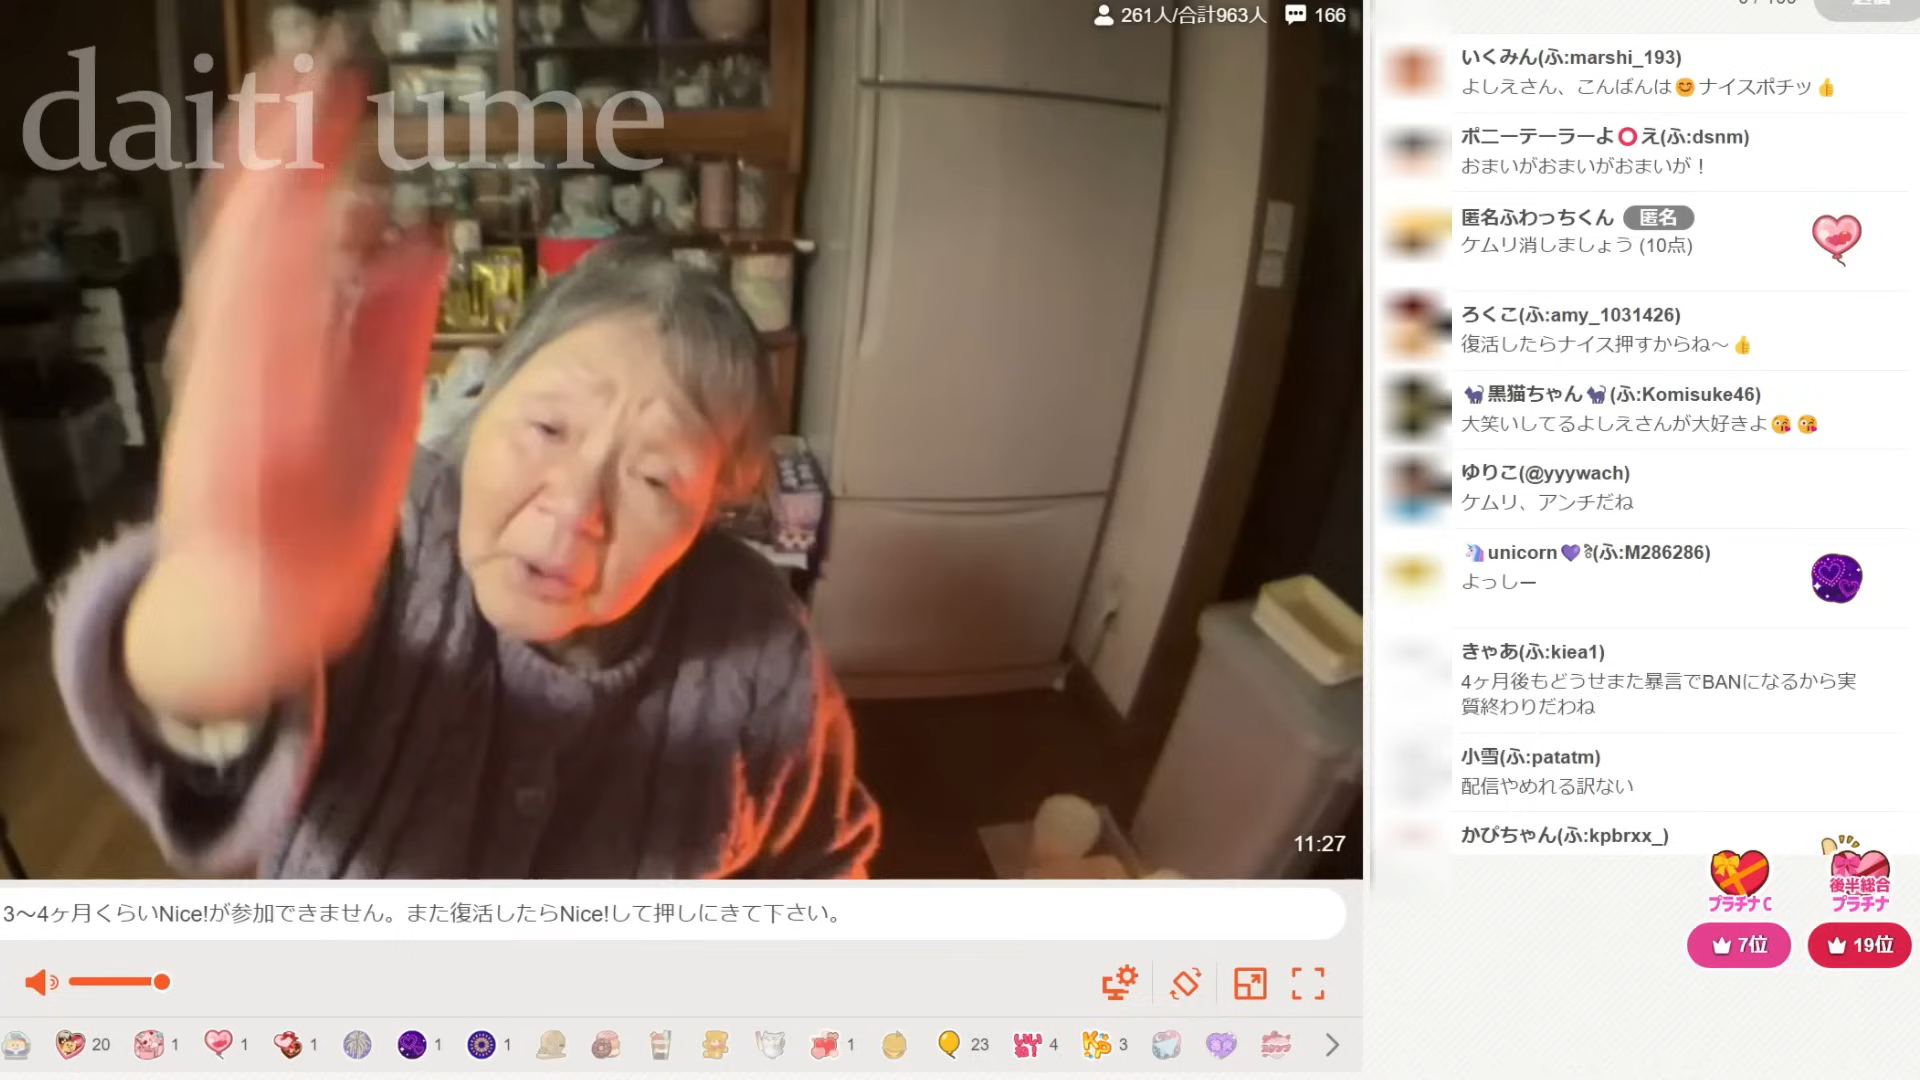 261人/合計963人 166
daiti ume
11:27
3〜4ヶ月くらいNice!が参加できません。また復活したらNice!して押しにきて下さい。
20
1
1
1
1
1
1
23
いいね!
4
KP
3
いくみん(ふ:marshi_193)
よしえさん、こんばんは😊ナイスポチッ👍
ポニーテーラーよ⭕え(ふ:dsnm)
おまいがおまいがおまいが！
匿名ふわっちくん 匿名
ケムリ消しましょう (10点)
ろくこ(ふ:amy_1031426)
復活したらナイス押すからね〜👍
🐈‍⬛黒猫ちゃん🐈‍⬛(ふ:Komisuke46)
大笑いしてるよしえさんが大好きよ😘😘
ゆりこ(@yyywach)
ケムリ、アンチだね
🦄unicorn💜(ふ:M286286)
よっしー
きゃあ(ふ:kiea1)
4ヶ月後もどうせまた暴言でBANになるから実
質終わりだわね
小雪(ふ:patatm)
配信やめれる訳ない
かぴちゃん(ふ:kpbrxx_)
プラチナC
7位
後半総合
プラチナ
19位